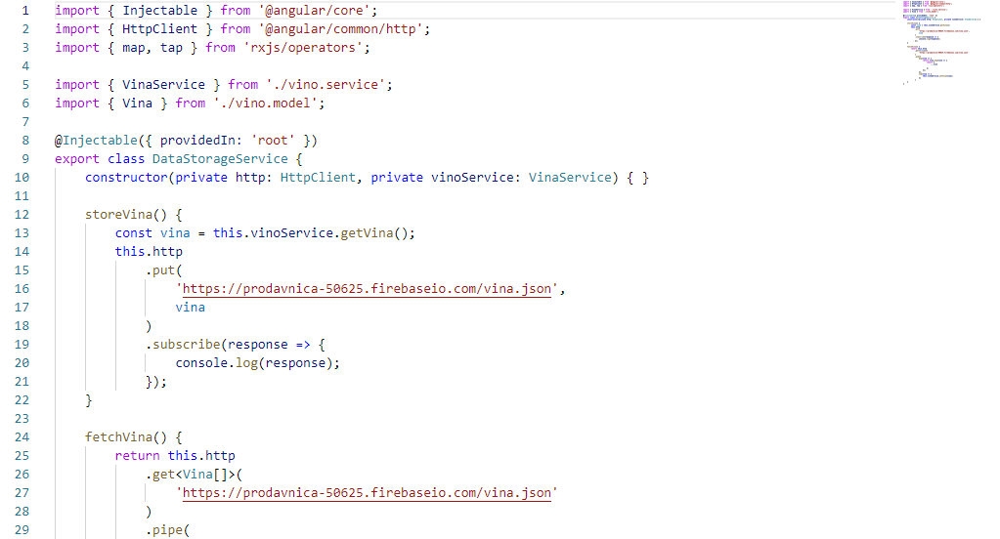 1 import { Injectable } from '@angular/core';
2 import { HttpClient } from '@angular/common/http';
3 import { map, tap } from 'rxjs/operators';
4
5 import { VinaService } from './vino.service';
6 import { Vina } from './vino.model';
7
8 @Injectable({ providedIn: 'root' })
9 export class DataStorageService {
10 constructor(private http: HttpClient, private vinoService: VinaService) { }
11
12 storeVina() {
13 const vina = this.vinoService.getVina();
14 this.http
15 .put(
16 'https://prodavnica-50625.firebaseio.com/vina.json',
17 vina
18 )
19 .subscribe(response => {
20 console.log(response);
21 });
22 }
23
24 fetchVina() {
25 return this.http
26 .get<Vina[]>(
27 'https://prodavnica-50625.firebaseio.com/vina.json'
28 )
29 .pipe(